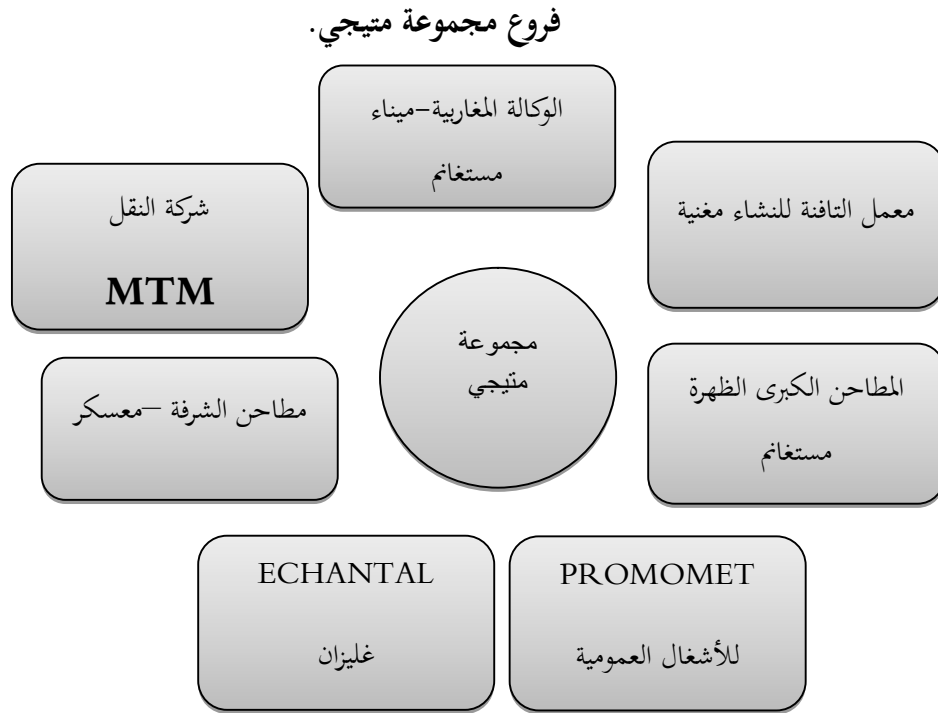 فروع مجموعة متيجي.
الوكالة المغاربية–ميناء
مستغانم
معمل التافنة للنشاء مغنية
شركة النقل
MTM
مجموعة
متيجي
المطاحن الكبرى الظهرة
مستغانم
مطاحن الشرفة –معسكر
PROMOMET
للأشغال العمومية
ECHANTAL
غليزان